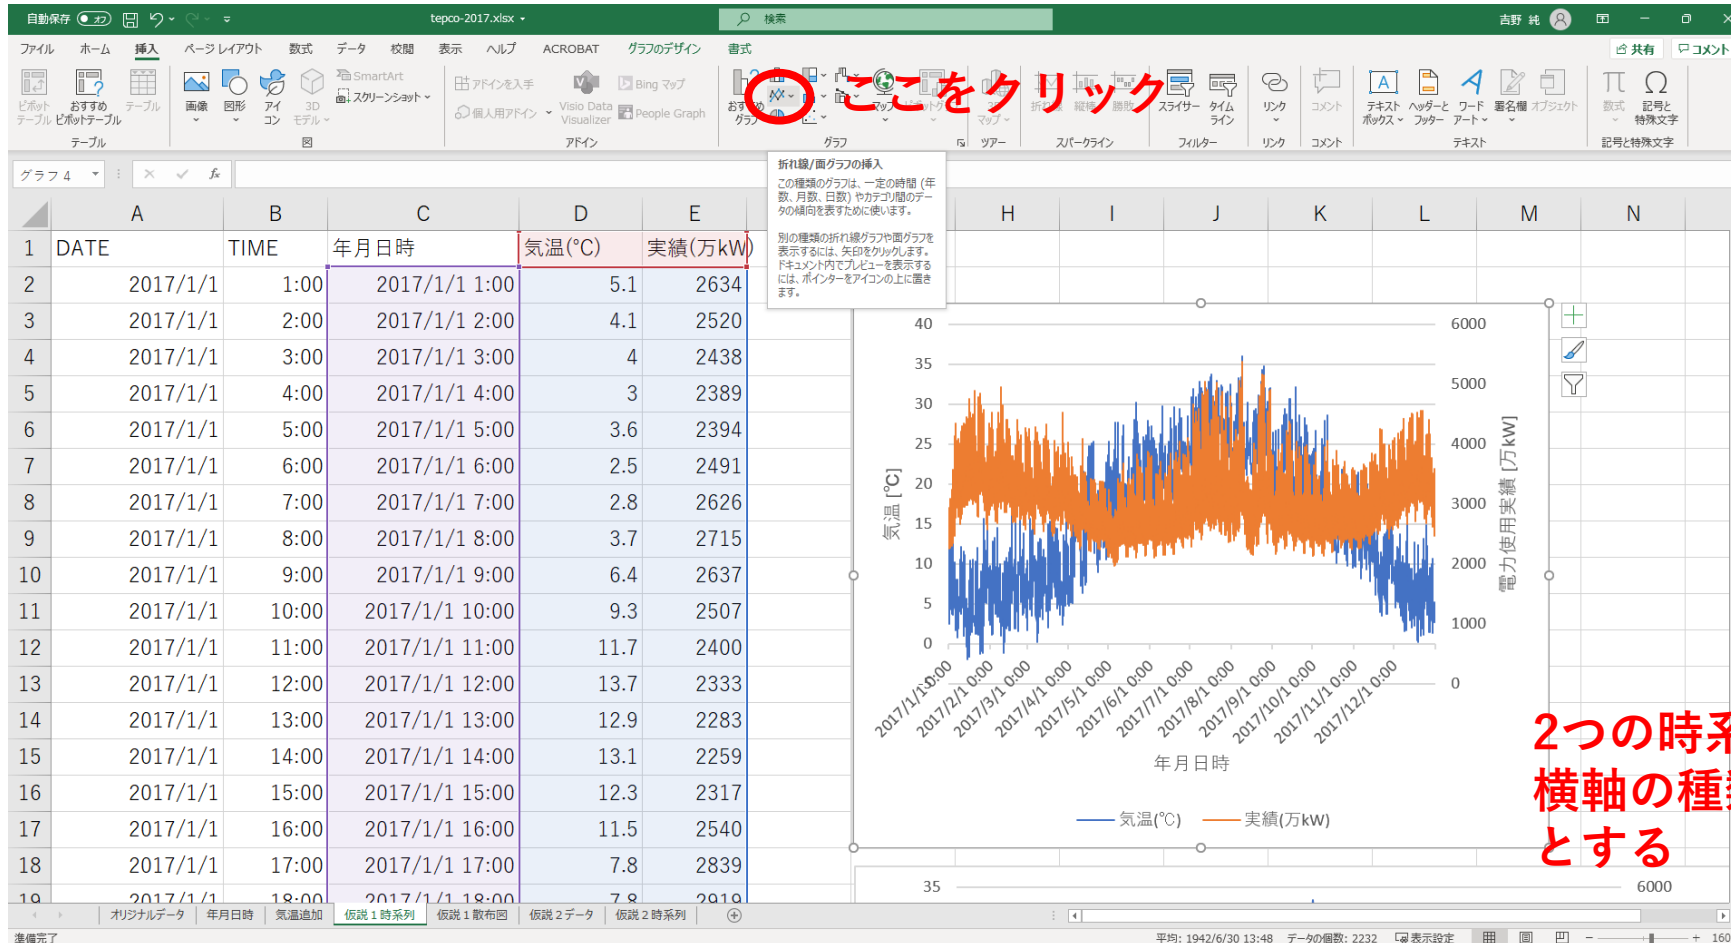 自動保存 オフ tepco-2017.xlsx 検索 吉野 純
ファイル ホーム 挿入 ページ レイアウト 数式 データ 校閲 表示 ヘルプ ACROBAT グラフのデザイン 書式 共有 コメント
ピボット
テーブル
おすすめ
ピボットテーブル
テーブル
テーブル
画像
図形
アイ
コン
3D
モデル
SmartArt
スクリーンショット
図
アドインを入手
個人用アドイン
Visio Data
Visualizer
Bing マップ
People Graph
アドイン
おすすめ
グラフ
マップ
グラフ
ここをクリック
マップ
ツアー
折れ線 縦棒 勝敗
スパークライン
スライサー
タイム
ライン
フィルター
リンク
リンク
コメント
コメント
テキスト
ボックス
ヘッダーと
フッター
ワード
アート
署名欄
オブジェクト
テキスト
数式
記号と
特殊文字
記号と特殊文字
グラフ 4 fx
折れ線/面グラフの挿入
この種類のグラフは、一定の時間 (年
数、月数、日数) やカテゴリ間のデー
タの傾向を表すために使います。
別の種類の折れ線グラフや面グラフを
表示するには、矢印をクリックします。
ドキュメント内でプレビューを表示する
には、ポインターをアイコンの上に置き
ます。
A B C D E H I J K L M N
1 DATE TIME 年月日時 気温(℃) 実績(万kW)
2 2017/1/1 1:00 2017/1/1 1:00 5.1 2634
3 2017/1/1 2:00 2017/1/1 2:00 4.1 2520
4 2017/1/1 3:00 2017/1/1 3:00 4 2438
5 2017/1/1 4:00 2017/1/1 4:00 3 2389
6 2017/1/1 5:00 2017/1/1 5:00 3.6 2394
7 2017/1/1 6:00 2017/1/1 6:00 2.5 2491
8 2017/1/1 7:00 2017/1/1 7:00 2.8 2626
9 2017/1/1 8:00 2017/1/1 8:00 3.7 2715
10 2017/1/1 9:00 2017/1/1 9:00 6.4 2637
11 2017/1/1 10:00 2017/1/1 10:00 9.3 2507
12 2017/1/1 11:00 2017/1/1 11:00 11.7 2400
13 2017/1/1 12:00 2017/1/1 12:00 13.7 2333
14 2017/1/1 13:00 2017/1/1 13:00 12.9 2283
15 2017/1/1 14:00 2017/1/1 14:00 13.1 2259
16 2017/1/1 15:00 2017/1/1 15:00 12.3 2317
17 2017/1/1 16:00 2017/1/1 16:00 11.5 2540
18 2017/1/1 17:00 2017/1/1 17:00 7.8 2839
19 2017/1/1 18:00 2017/1/1 18:00 7.8 2919
40
35
30
25
20
15
10
5
0
-5
気温 [℃]
6000
5000
4000
3000
2000
1000
0
電力使用実績 [万kW]
2017/1/1 0:00
2017/2/1 0:00
2017/3/1 0:00
2017/4/1 0:00
2017/5/1 0:00
2017/6/1 0:00
2017/7/1 0:00
2017/8/1 0:00
2017/9/1 0:00
2017/10/1 0:00
2017/11/1 0:00
2017/12/1 0:00
年月日時
気温(℃) 実績(万kW)
35 6000
2つの時系
横軸の種類
とする
オリジナルデータ 年月日時 気温追加 仮説１時系列 仮説１散布図 仮説２データ 仮説２時系列
準備完了 平均: 1942/6/30 13:48 データの個数: 2232 表示設定 160